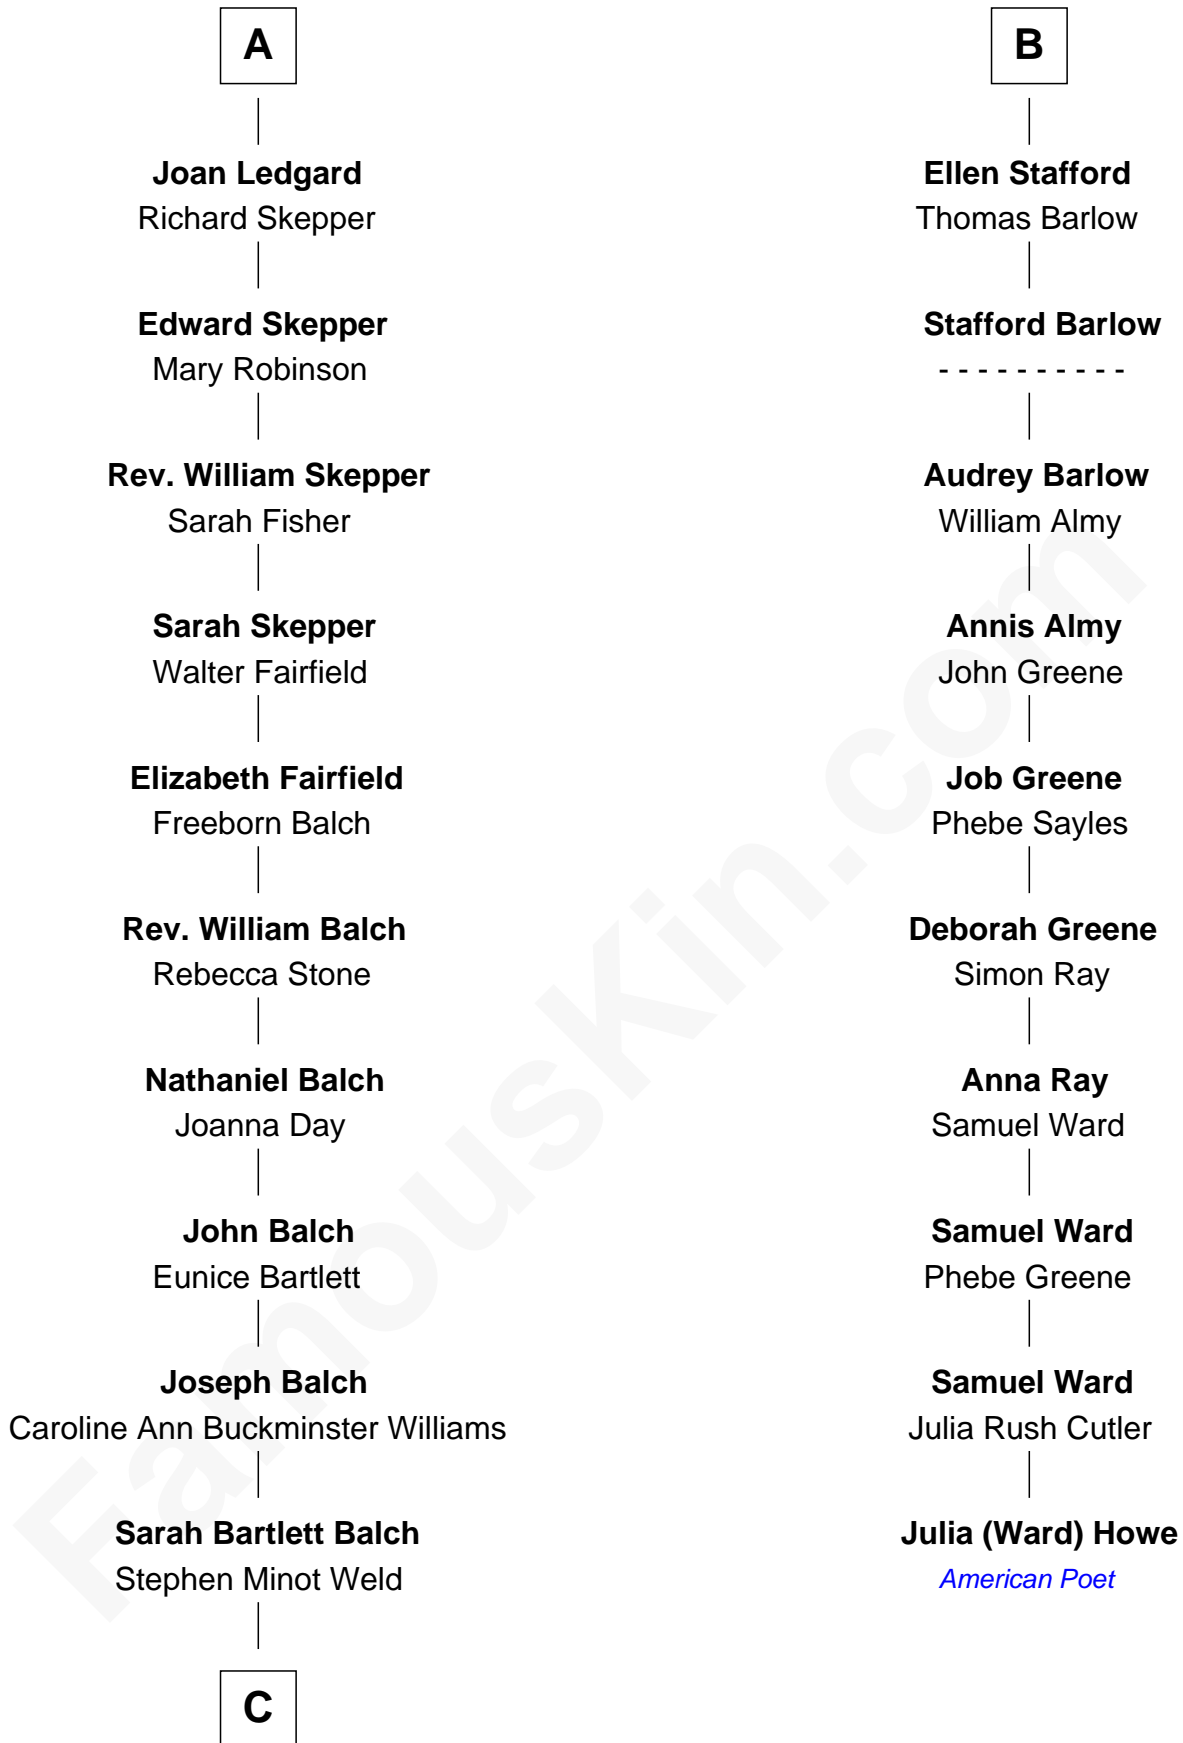 A
Joan Ledgard
Richard Skepper
Edward Skepper
Mary Robinson
Rev. William Skepper
Sarah Fisher
Sarah Skepper
Walter Fairfield
Elizabeth Fairfield
Freeborn Balch
Rev. William Balch
Rebecca Stone
Nathaniel Balch
Joanna Day
John Balch
Eunice Bartlett
Joseph Balch
Caroline Ann Buckminster Williams
Sarah Bartlett Balch
Stephen Minot Weld
C
B
Ellen Stafford
Thomas Barlow
Stafford Barlow
- - - - - - - - - -
Audrey Barlow
William Almy
Annis Almy
John Greene
Job Greene
Phebe Sayles
Deborah Greene
Simon Ray
Anna Ray
Samuel Ward
Samuel Ward
Phebe Greene
Samuel Ward
Julia Rush Cutler
Julia (Ward) Howe
American Poet
FamousKin.com